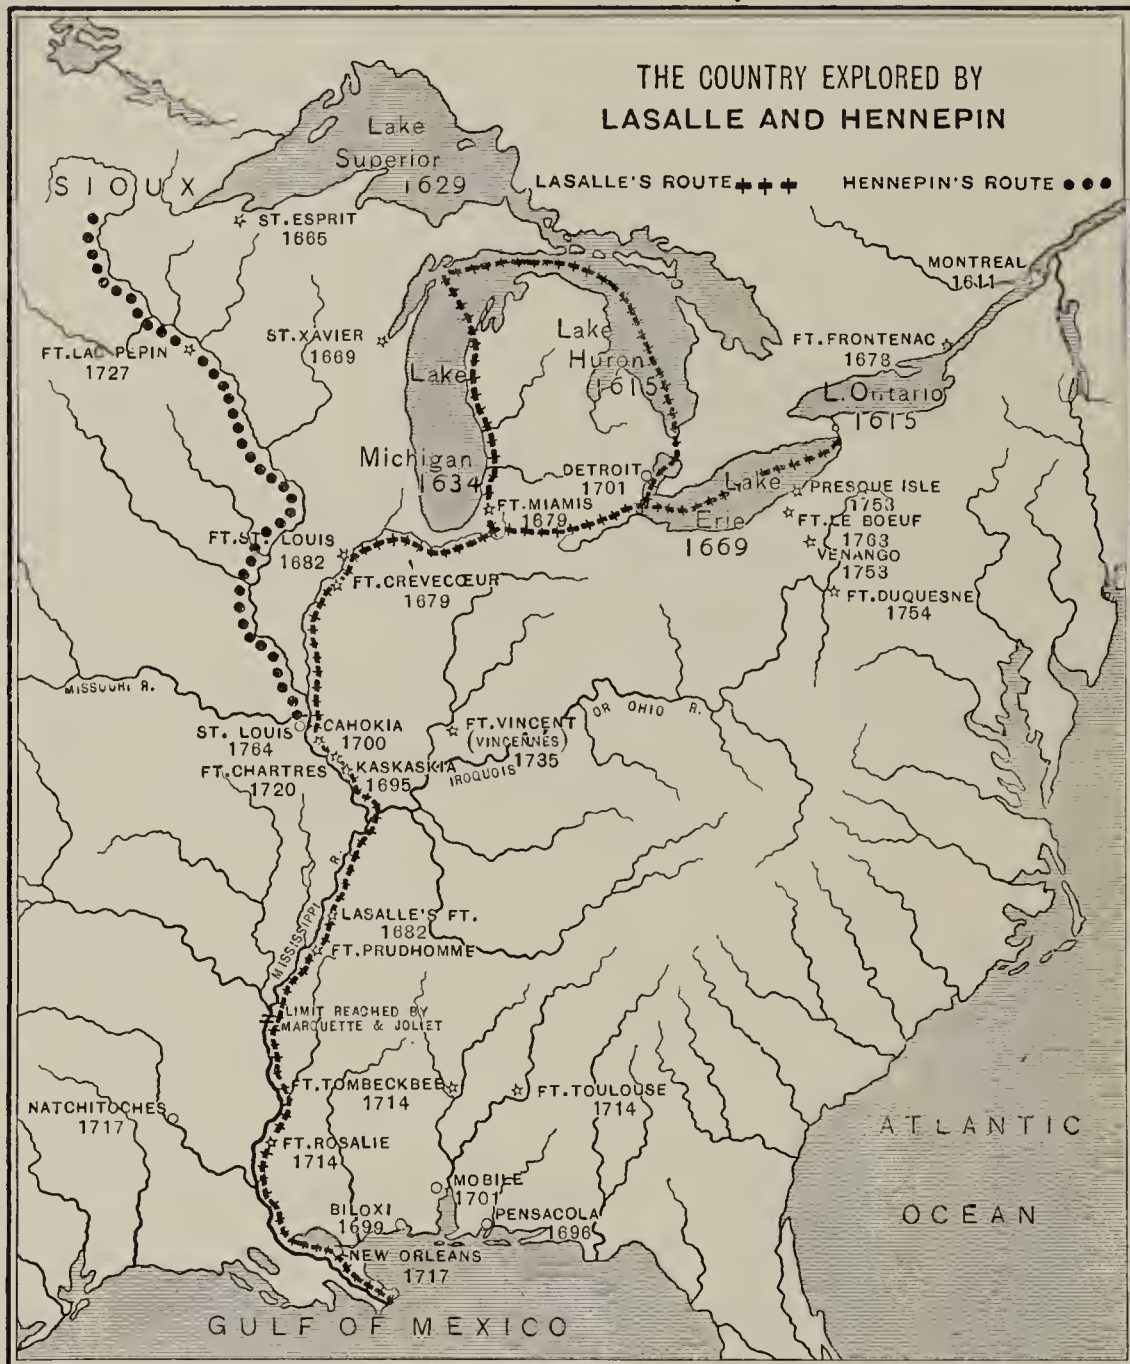 THE COUNTRY EXPLORED BY
LASALLE AND HENNEPIN
LASALLE'S ROUTE
HENNEPIN'S ROUTE
Lake
Superior
1629
SIOUX
ST. ESPRIT
1665
MONTREAL
1611
ST. XAVIER
1669
FT. LAC PEPIN
1727
Lake
Huron
1615
FT. FRONTENAC
1678
L. Ontario
1615
Lake
Michigan
1634
DETROIT
1701
Lake
Erie
1669
PRESQUE ISLE
1753
FT. LE BOEUF
1763
VENANGO
1753
FT. DUQUESNE
1754
FT. MIAMIS
1679
FT. ST. LOUIS
1682
FT. CREVECŒUR
1679
MISSOURI R.
OR OHIO R.
IROQUOIS
ST. LOUIS
1764
CAHOKIA
1700
FT. VINCENT
(VINCENNES)
1735
FT. CHARTRES
1720
KASKASKIA
1695
MISSISSIPPI R.
LASALLE'S FT.
1682
FT. PRUDHOMME
LIMIT REACHED BY
MARQUETTE & JOLIET
FT. TOMBECKBEE
1714
FT. TOULOUSE
1714
NATCHITOCHES
1717
FT. ROSALIE
1714
MOBILE
1701
BILOXI
1699
PENSACOLA
1696
NEW ORLEANS
1717
ATLANTIC
OCEAN
GULF OF MEXICO